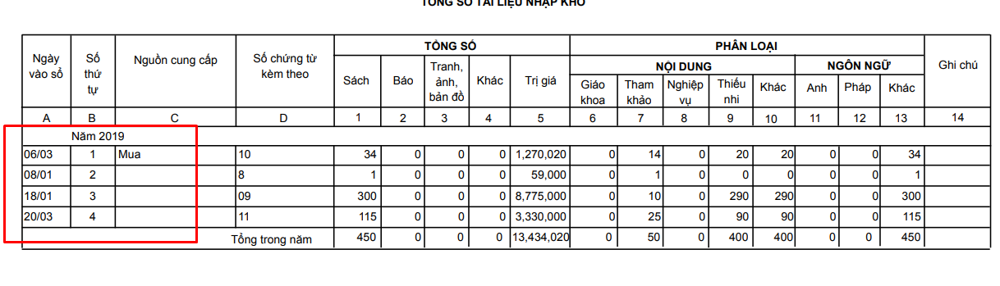 TỔNG SỐ TÀI LIỆU NHẬP KHO
Ngày vào sổ Số thứ tự Nguồn cung cấp Số chứng từ kèm theo TỔNG SỐ PHÂN LOẠI Ghi chú
NỘI DUNG NGÔN NGỮ
Sách Báo Tranh, ảnh, bản đồ Khác Trị giá Giáo khoa Tham khảo Nghiệp vụ Thiếu nhi Khác Anh Pháp Khác
A B C D 1 2 3 4 5 6 7 8 9 10 11 12 13 14
Năm 2019
06/03 1 Mua 10 34 0 0 0 1,270,020 0 14 0 20 20 0 0 34
08/01 2 8 1 0 0 0 59,000 0 1 0 0 0 0 0 1
18/01 3 09 300 0 0 0 8,775,000 0 10 0 290 290 0 0 300
20/03 4 11 115 0 0 0 3,330,000 0 25 0 90 90 0 0 115
Tổng trong năm 450 0 0 0 13,434,020 0 50 0 400 400 0 0 450